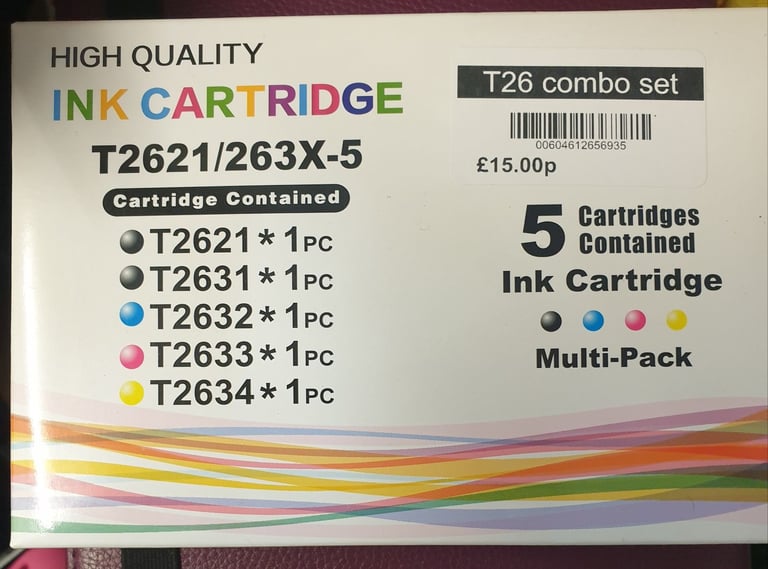 HIGH QUALITY
INK CARTRIDGE
T2621/263X-5
Cartridge Contained
T2621 * 1PC
T2631 * 1PC
T2632 * 1PC
T2633 * 1PC
T2634 * 1PC
T26 combo set
00604612656935
£15.00p
5 Cartridges
Contained
Ink Cartridge
Multi-Pack